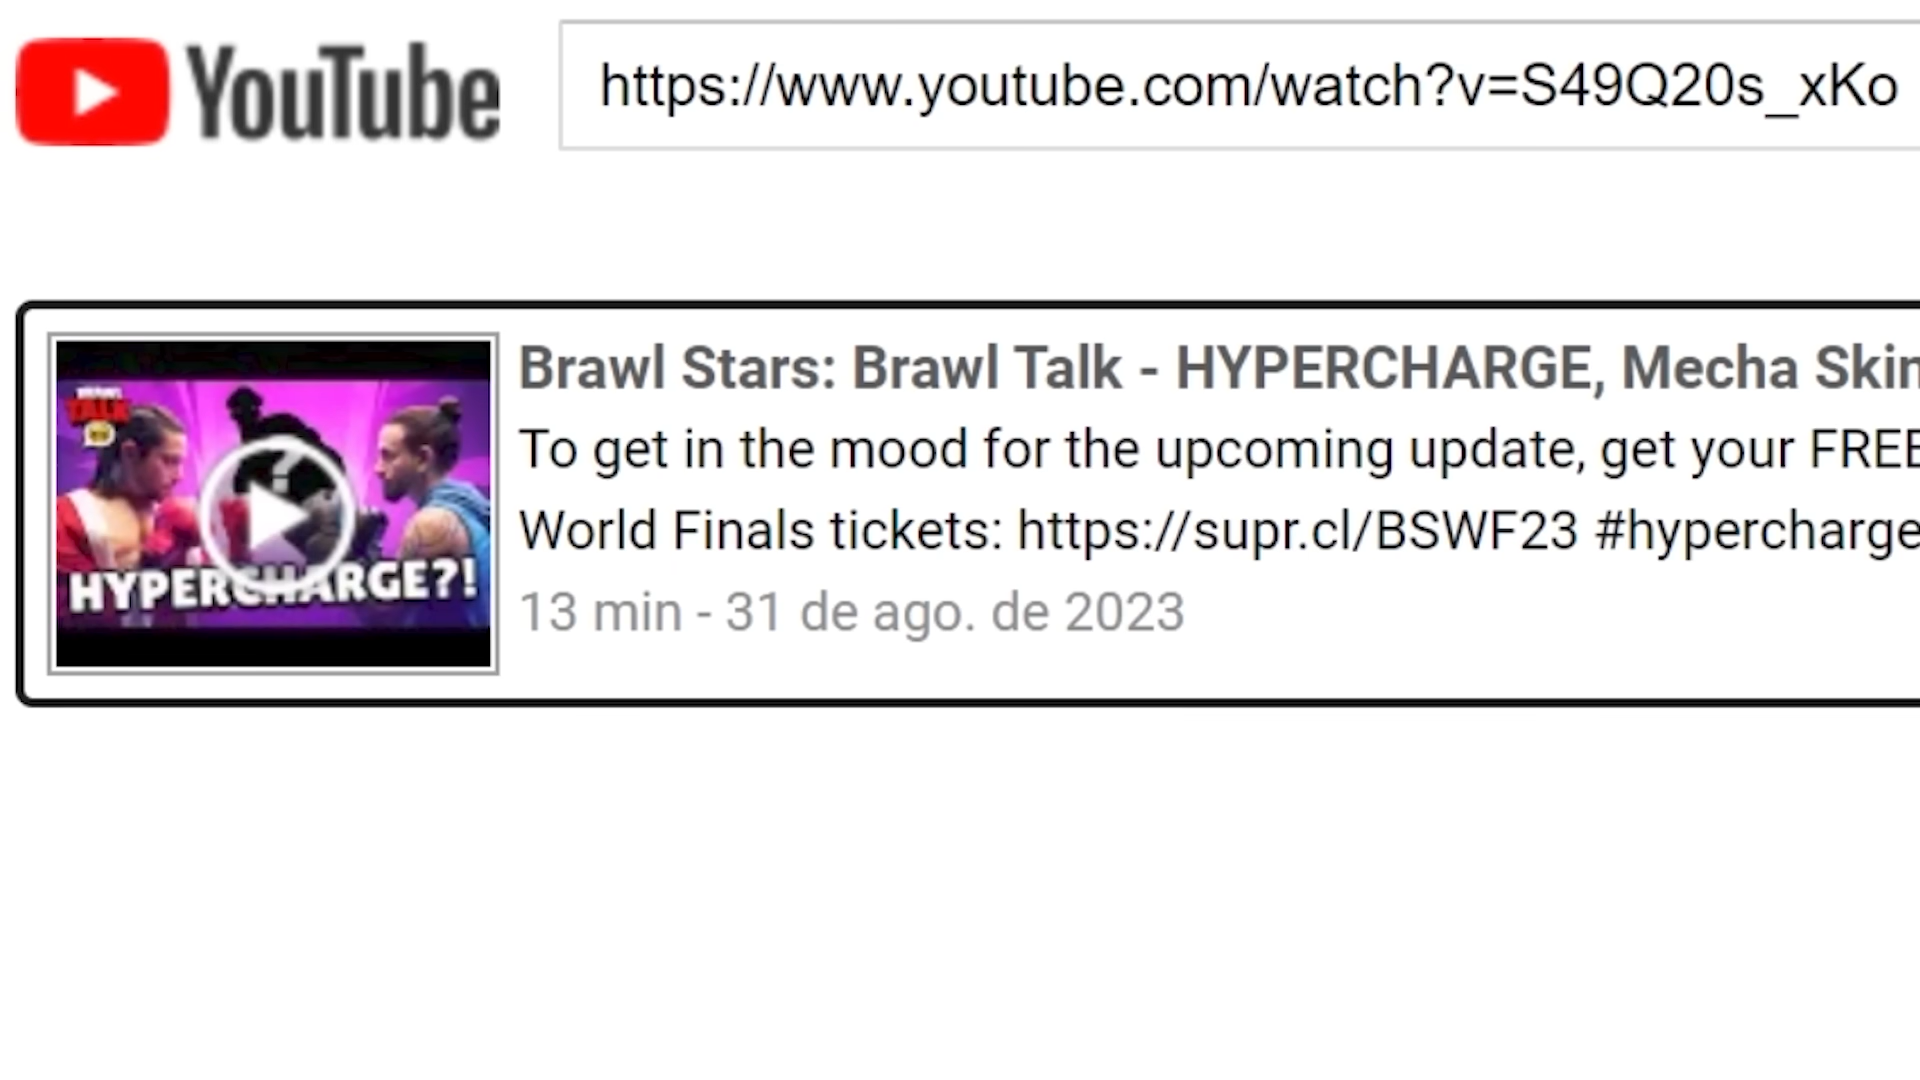 YouTube
https://www.youtube.com/watch?v=S49Q20s_xKo
Brawl Stars: Brawl Talk - HYPERCHARGE, Mecha Skin
To get in the mood for the upcoming update, get your FREE
World Finals tickets: https://supr.cl/BSWF23 #hypercharge
13 min - 31 de ago. de 2023
BRAWL
TALK
?
HYPERCHARGE?!